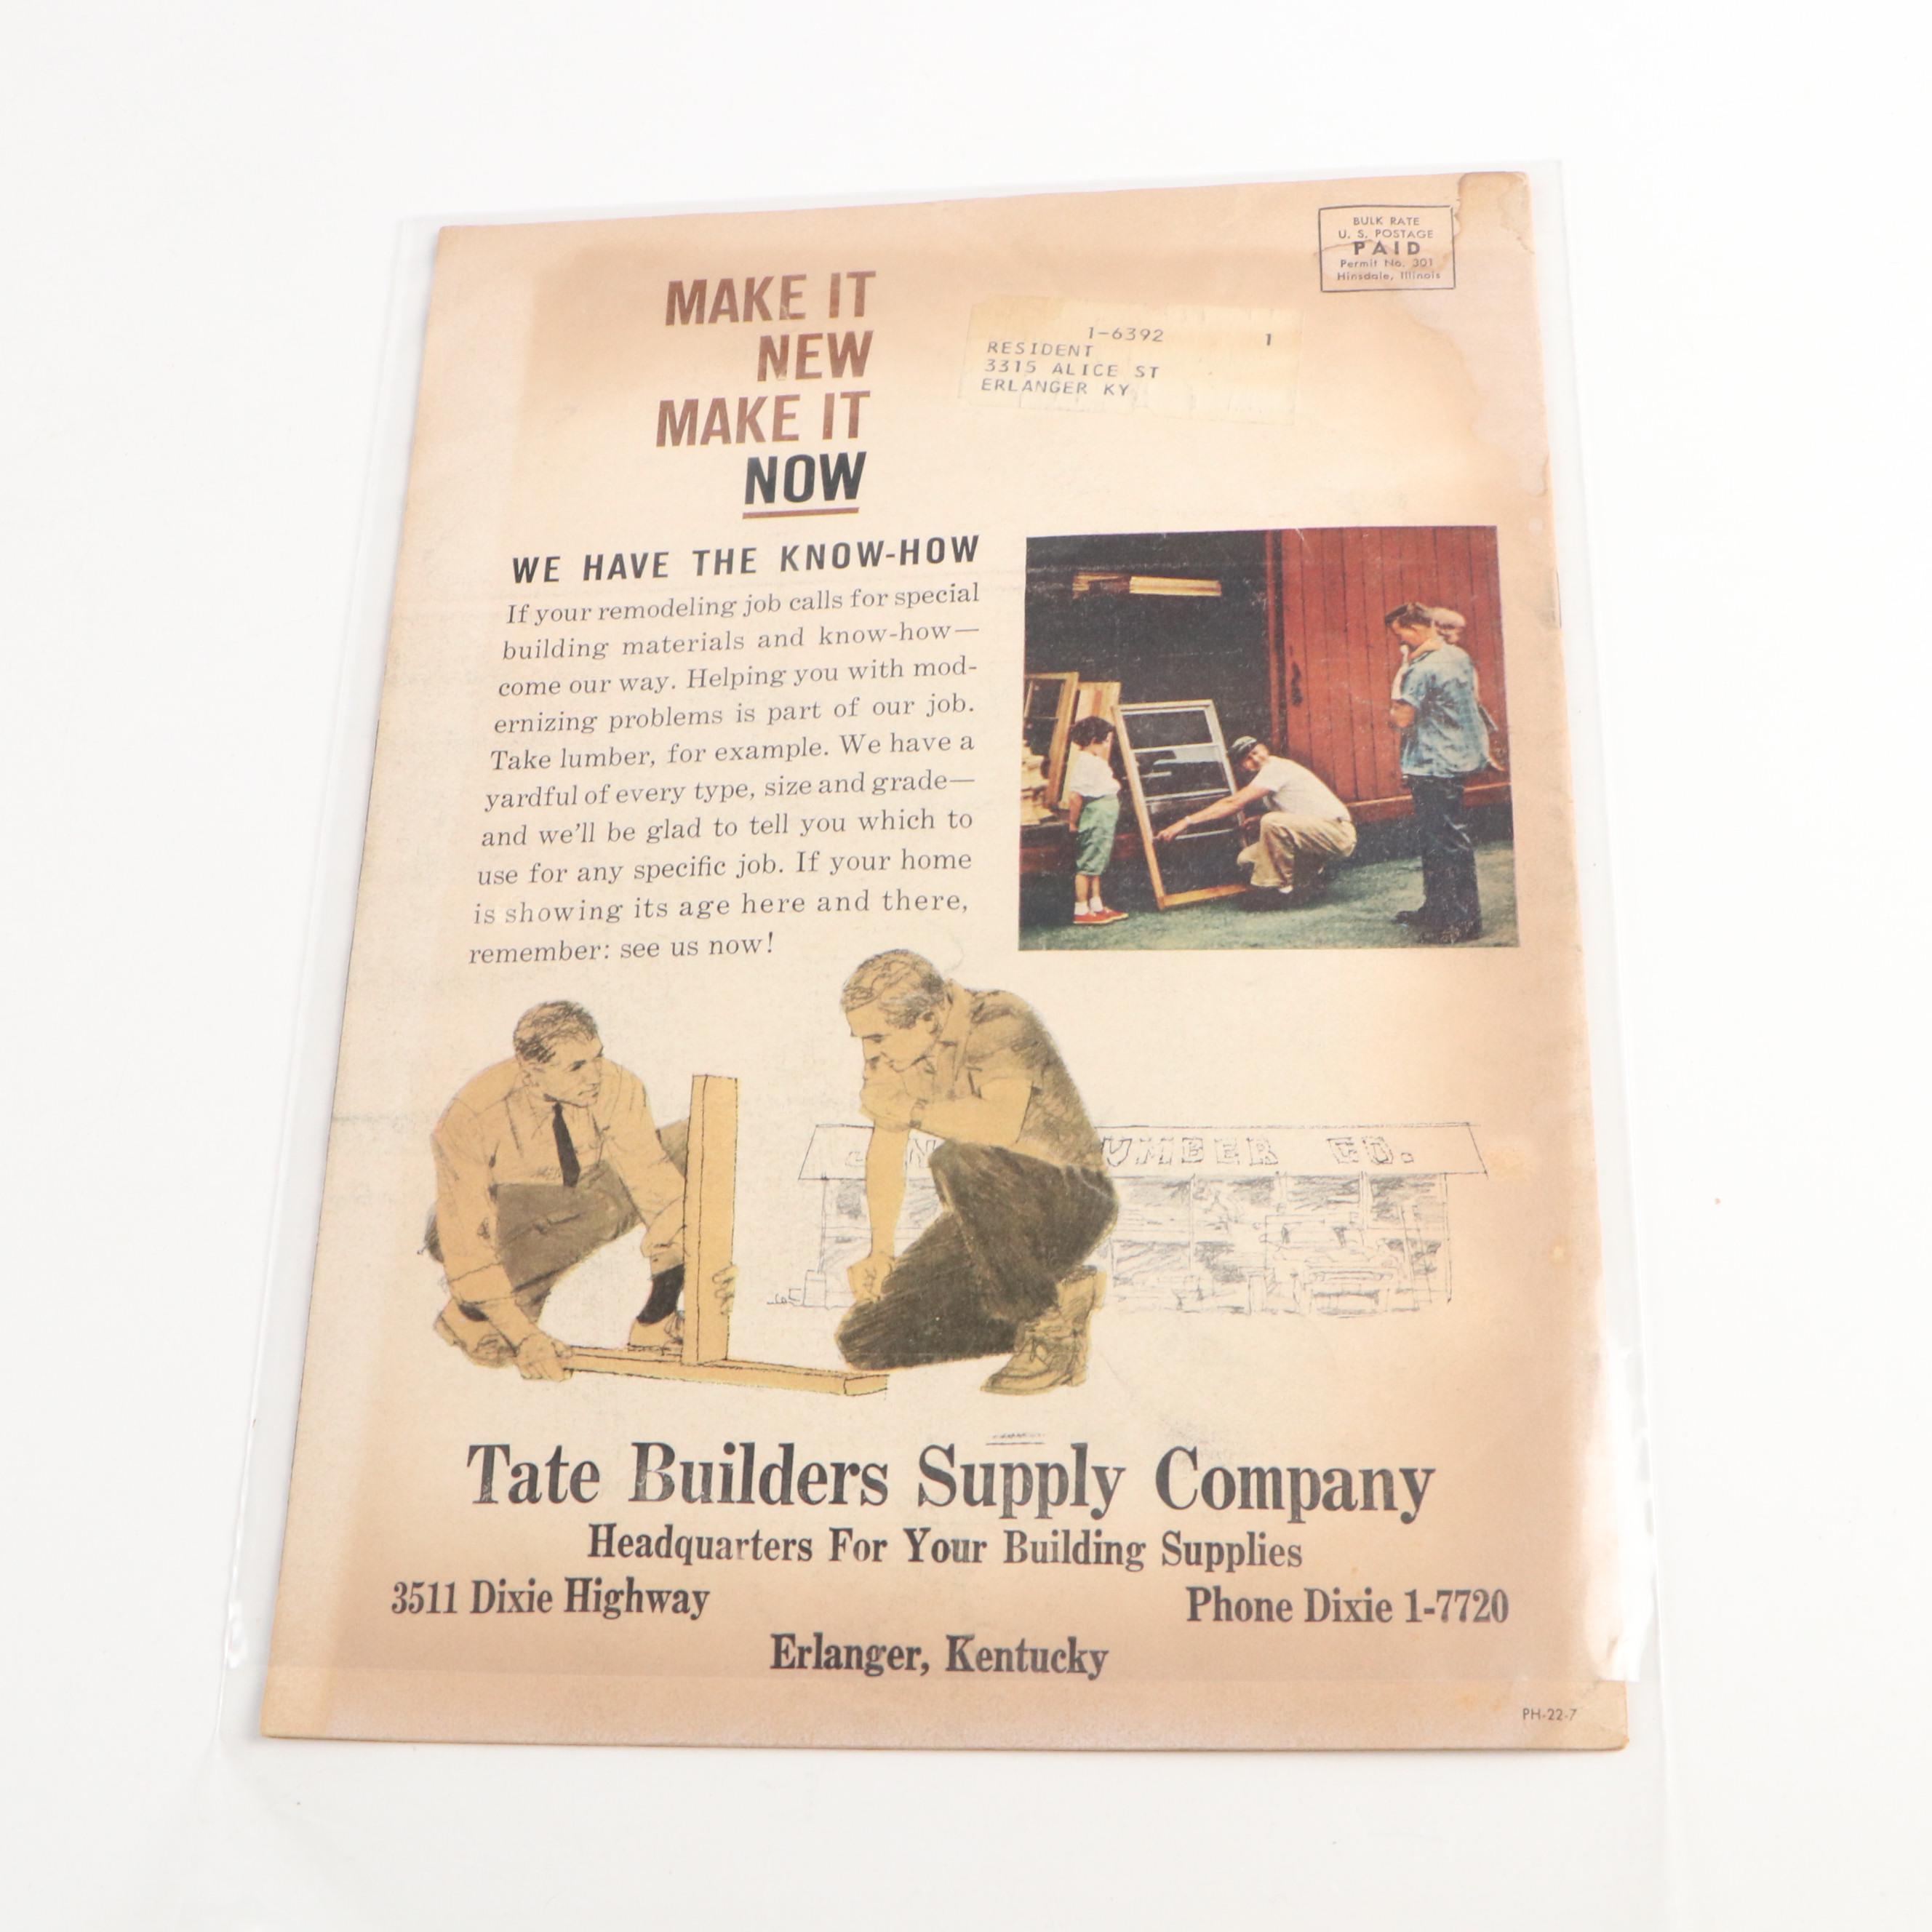 BULK RATE
U. S. POSTAGE
PAID
Permit No. 301
Hinsdale, Illinois
MAKE IT
NEW
MAKE IT
NOW
1-6392 1
RESIDENT
3315 ALICE ST
ERLANGER KY
WE HAVE THE KNOW-HOW
If your remodeling job calls for special
building materials and know-how—
come our way. Helping you with mod-
ernizing problems is part of our job.
Take lumber, for example. We have a
yardful of every type, size and grade—
and we'll be glad to tell you which to
use for any specific job. If your home
is showing its age here and there,
remember: see us now!
UMBER CO.
Tate Builders Supply Company
Headquarters For Your Building Supplies
3511 Dixie Highway Phone Dixie 1-7720
Erlanger, Kentucky
PH-22-7